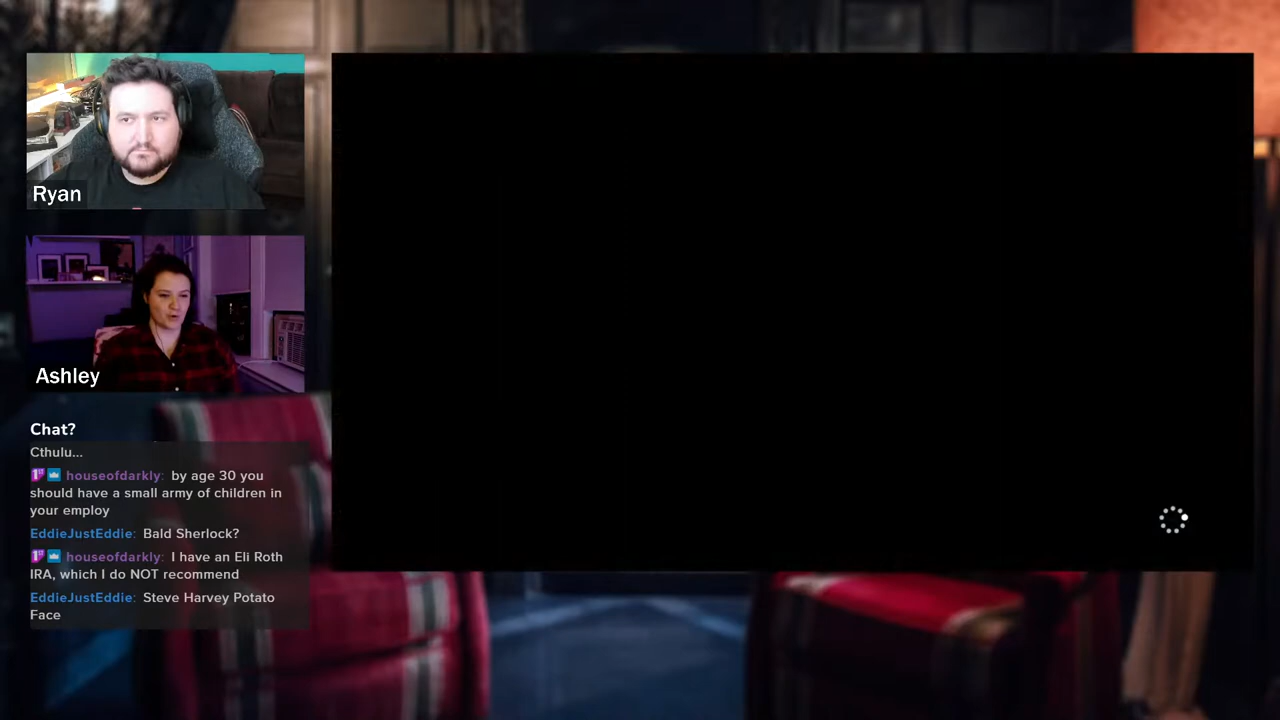 Ryan
Ashley
Chat?
Cthulu...
houseofdarkly: by age 30 you
should have a small army of children in
your employ
EddieJustEddie: Bald Sherlock?
houseofdarkly: I have an Eli Roth
IRA, which I do NOT recommend
EddieJustEddie: Steve Harvey Potato
Face